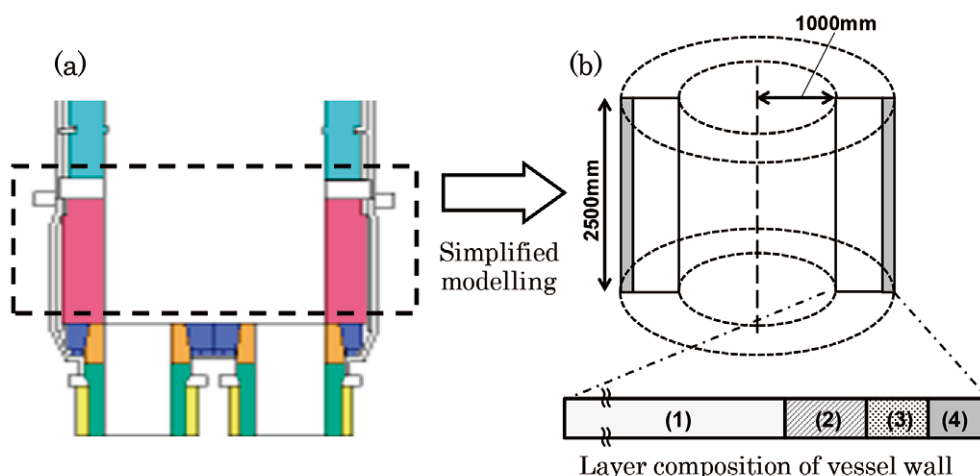 (a)
Simplified
modelling
(b)
1000mm
2500mm
(1)
(2)
(3)
(4)
Layer composition of vessel wall